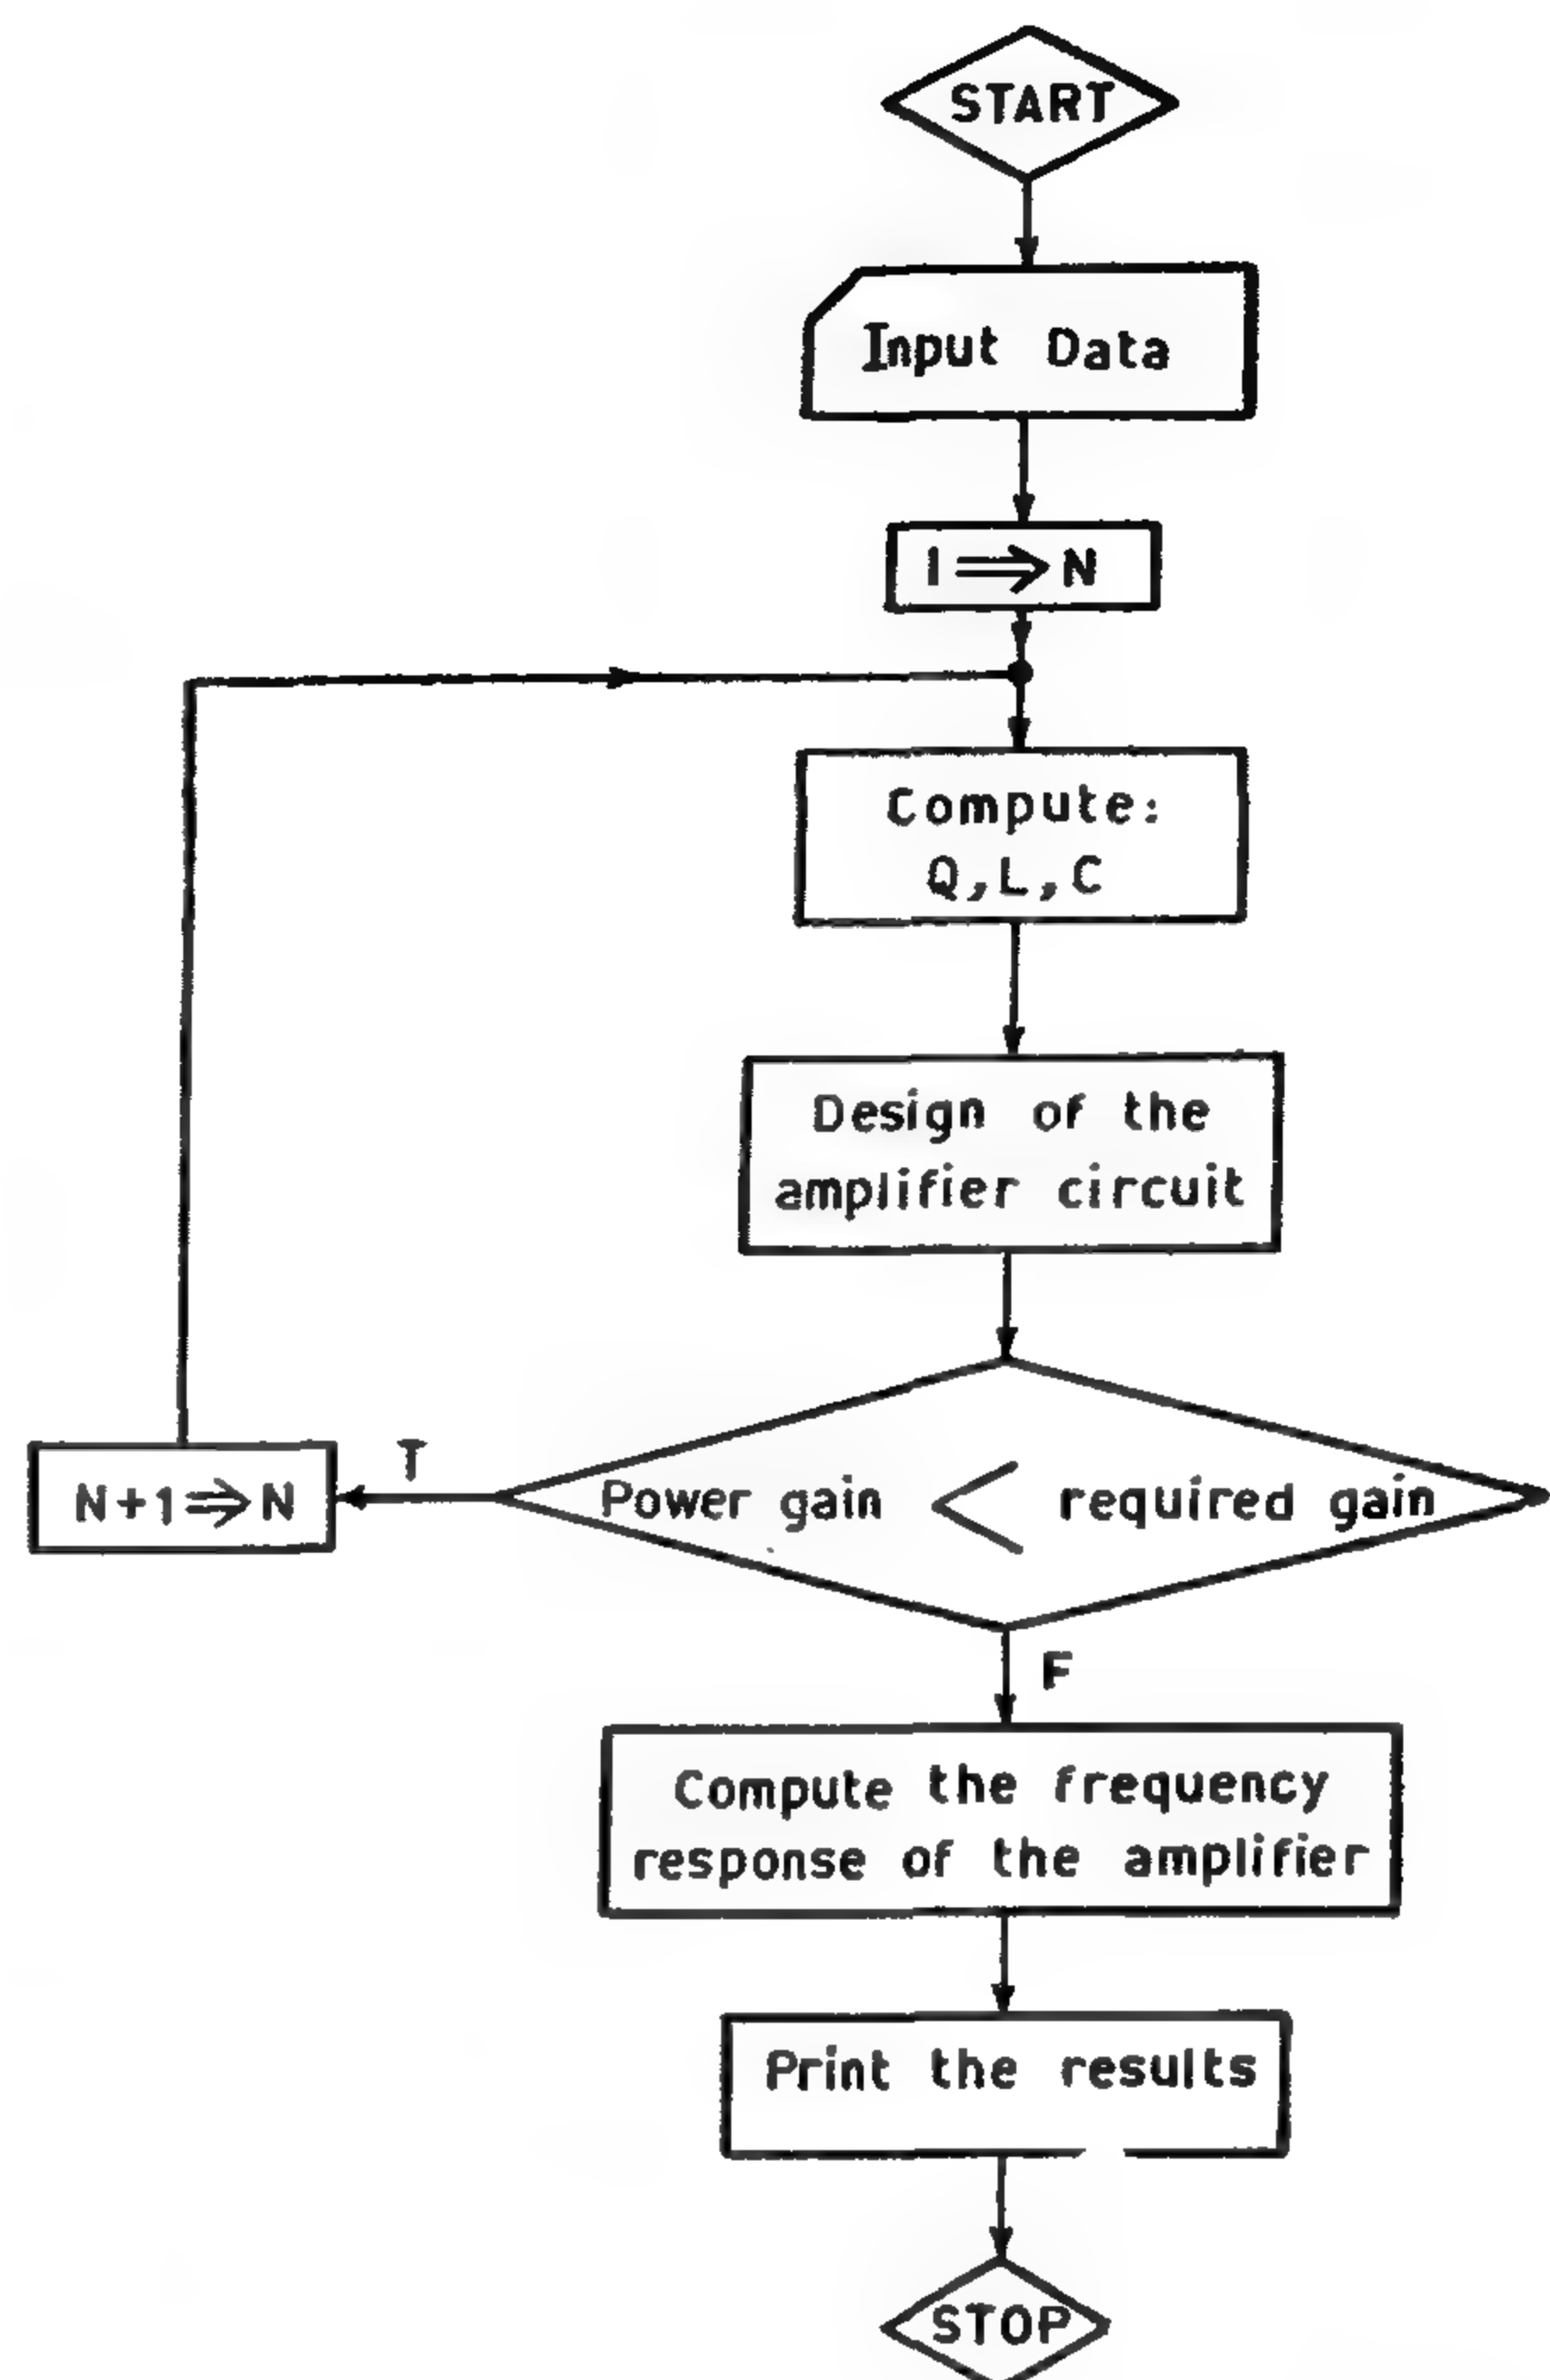 START
Input Data
1 ⇒ N
Compute:
Q,L,C
Design of the
amplifier circuit
T
N+1⇒N
Power gain < required gain
F
Compute the frequency
response of the amplifier
Print the results
STOP